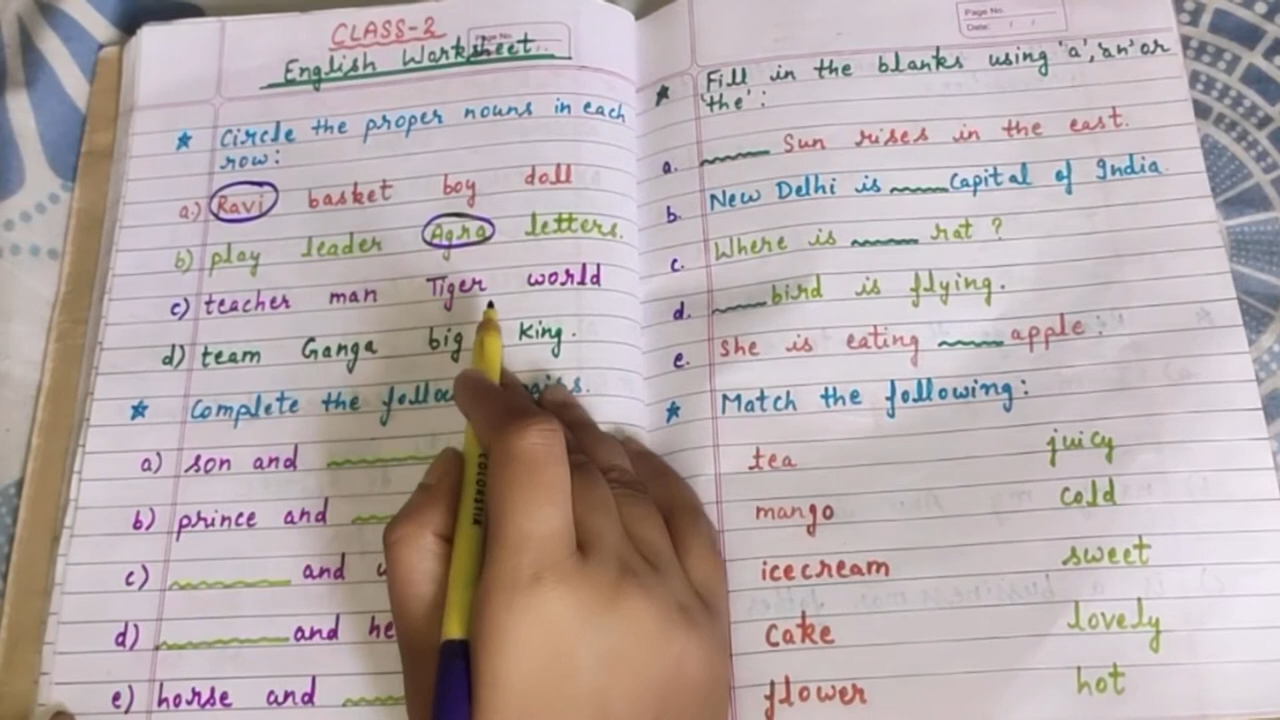 CLASS-2
Page No.
English Worksheet.
★ Circle the proper nouns in each
row:
a.) Ravi basket boy doll
b) play leader Agra letters.
c) teacher man Tiger world
d) team Ganga big King.
★ Complete the
a) son and
b) prince and
c) and
d) and he
e) horse and
COLORSTIX
Page No.
Date: / /
★ Fill in the blanks using 'a', 'an' or
'the':
a. Sun rises in the east.
b. New Delhi is Capital of India.
c. Where is rat ?
d. bird is flying.
e. She is eating apple.
★ Match the following:
tea juicy
mango cold
icecream sweet
cake lovely
flower hot